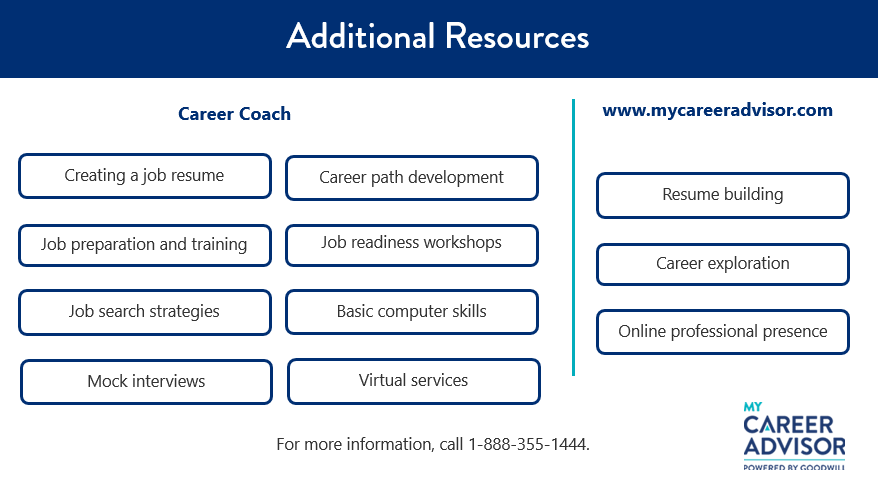 Additional Resources
Career Coach
Creating a job resume
Career path development
Job preparation and training
Job readiness workshops
Job search strategies
Basic computer skills
Mock interviews
Virtual services
www.mycareeradvisor.com
Resume building
Career exploration
Online professional presence
For more information, call 1-888-355-1444.
MY
CAREER
ADVISOR
POWERED BY GOODWILL